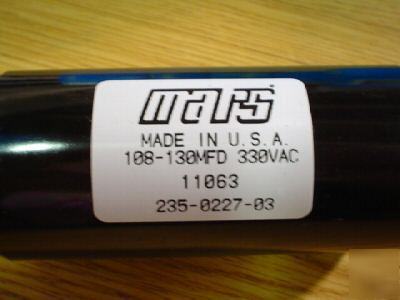 mars
MADE IN U.S.A.
108-130MFD 330VAC
11063
235-0227-03